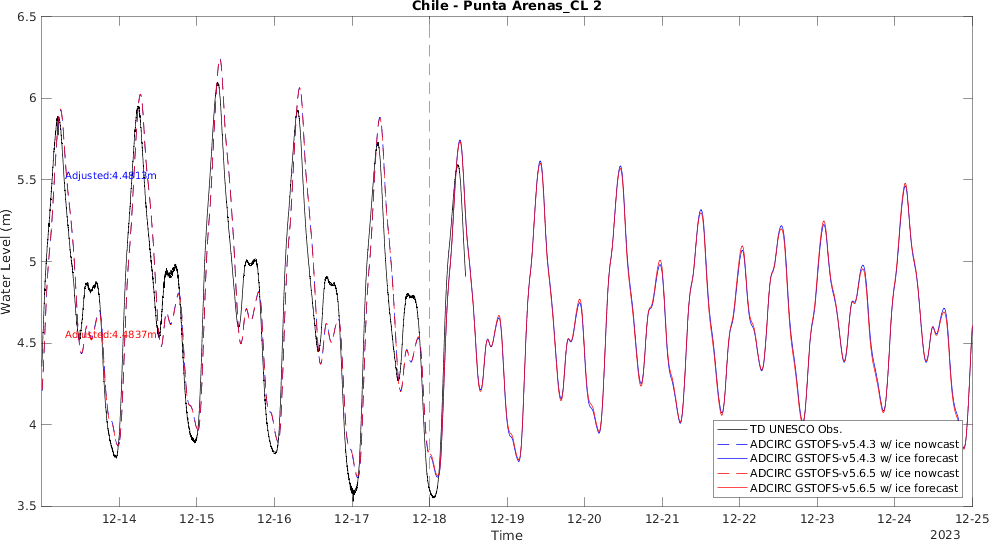 Chile - Punta Arenas_CL 2
6.5
6
5.5
5
4.5
4
3.5
Water Level (m)
Adjusted:4.4813m
Adjusted:4.4837m
TD UNESCO Obs.
ADCIRC GSTOFS-v5.4.3 w/ ice nowcast
ADCIRC GSTOFS-v5.4.3 w/ ice forecast
ADCIRC GSTOFS-v5.6.5 w/ ice nowcast
ADCIRC GSTOFS-v5.6.5 w/ ice forecast
12-14 12-15 12-16 12-17 12-18 12-19 12-20 12-21 12-22 12-23 12-24 12-25
Time
2023